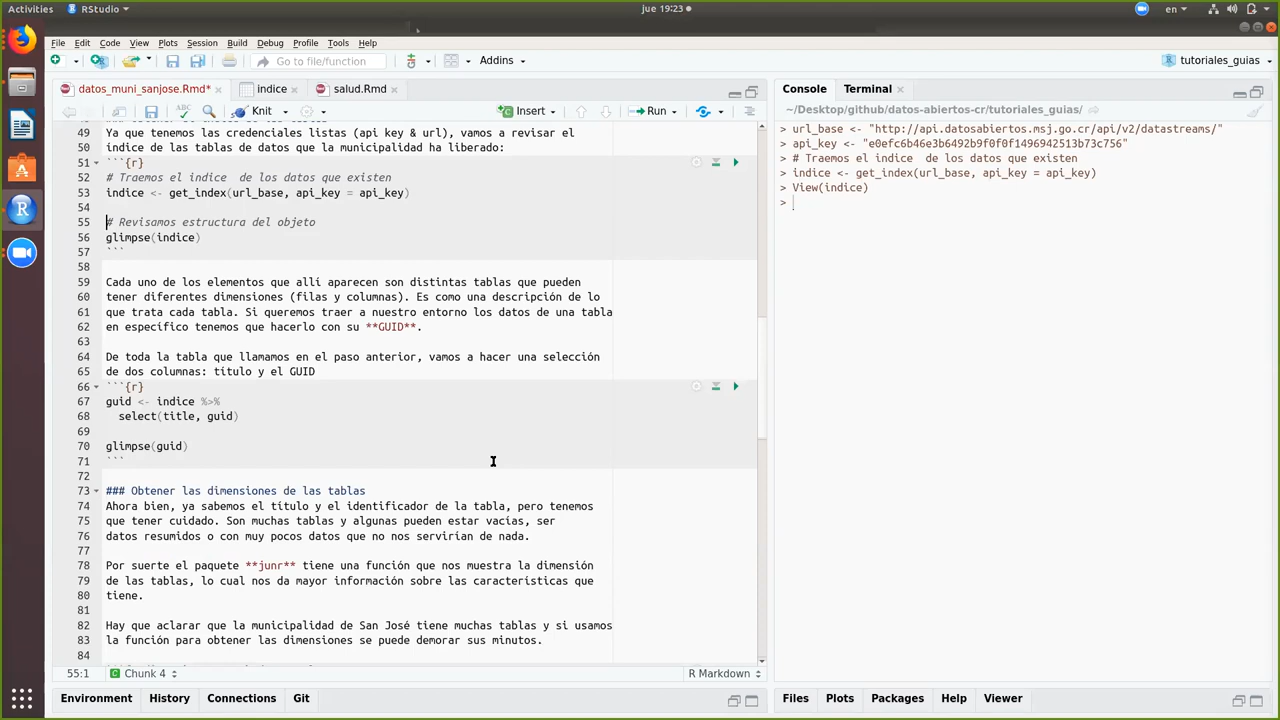 Activities
RStudio
jue 19:23
en
File Edit Code View Plots Session Build Debug Profile Tools Help
Go to file/function
Addins
tutoriales_guias
datos_muni_sanjose.Rmd*
indice
salud.Rmd
Console Terminal
ABC
Knit
Insert
Run
~/Desktop/github/datos-abiertos-cr/tutoriales_guias/
49 Ya que tenemos las credenciales listas (api key & url), vamos a revisar el
50 índice de las tablas de datos que la municipalidad ha liberado:
51 ```{r}
52 # Traemos el indice  de los datos que existen
53 indice <- get_index(url_base, api_key = api_key)
54
55 # Revisamos estructura del objeto
56 glimpse(indice)
57 ```
58
59 Cada uno de los elementos que allí aparecen son distintas tablas que pueden
60 tener diferentes dimensiones (filas y columnas). Es como una descripción de lo
61 que trata cada tabla. Si queremos traer a nuestro entorno los datos de una tabla
62 en específico tenemos que hacerlo con su **GUID**.
63
64 De toda la tabla que llamamos en el paso anterior, vamos a hacer una selección
65 de dos columnas: titulo y el GUID
66 ```{r}
67 guid <- indice %>%
68   select(title, guid)
69
70 glimpse(guid)
71 ```
72
73 ### Obtener las dimensiones de las tablas
74 Ahora bien, ya sabemos el título y el identificador de la tabla, pero tenemos
75 que tener cuidado. Son muchas tablas y algunas pueden estar vacías, ser
76 datos resumidos o con muy pocos datos que no nos servirían de nada.
77
78 Por suerte el paquete **junr** tiene una función que nos muestra la dimensión
79 de las tablas, lo cual nos da mayor información sobre las características que
80 tiene.
81
82 Hay que aclarar que la municipalidad de San José tiene muchas tablas y si usamos
83 la función para obtener las dimensiones se puede demorar sus minutos.
84
55:1
Chunk 4
R Markdown
> url_base <- "http://api.datosabiertos.msj.go.cr/api/v2/datastreams/"
> api_key <- "e0efc6b46e3b6492b9f0f0f1496942513b73c756"
> # Traemos el indice  de los datos que existen
> indice <- get_index(url_base, api_key = api_key)
> View(indice)
>
Environment History Connections Git
Files Plots Packages Help Viewer